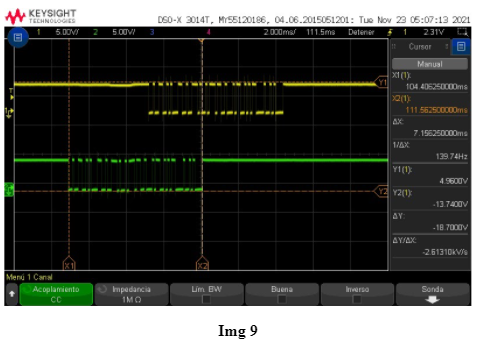 KEYSIGHT
TECHNOLOGIES
DSO-X 3014T, MY55120186, 04.06.2015051201: Tue Nov 23 05:07:13 2021
1 5.00V/ 2 5.00V/ 3 4 2.000ms/ 111.5ms Detener 1 2.31V
Cursor
Manual
X1(1):
104.406250000ms
X2(1):
111.562500000ms
ΔX:
7.156250000ms
1/ΔX:
139.74Hz
Y1(1):
4.9600V
Y2(1):
-13.7400V
ΔY:
-18.7000V
ΔY/ΔX:
-2.61310kV/s
Y1
Y2
X1
X2
Menú 1 Canal
Acoplamiento
CC
Impedancia
1M Ω
Lím. BW
Buena
Inverso
Sonda
Img 9